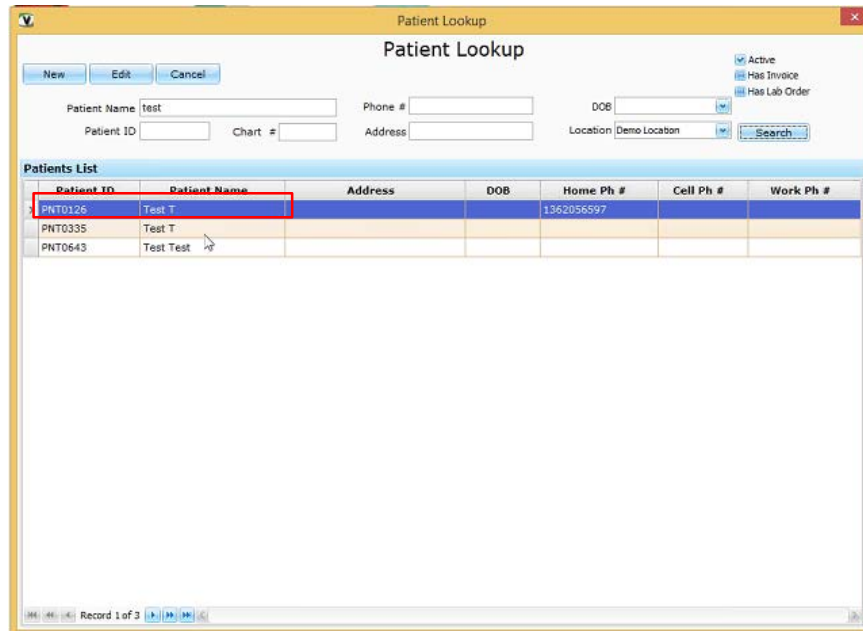 Patient Lookup
Patient Lookup
New Edit Cancel
Active
Has Invoice
Has Lab Order
Patient Name test Phone # DOB
Patient ID Chart # Address Location Demo Location Search
Patients List
Patient ID Patient Name Address DOB Home Ph # Cell Ph # Work Ph #
PNT0126 Test T 1362056597
PNT0335 Test T
PNT0643 Test Test
Record 1 of 3